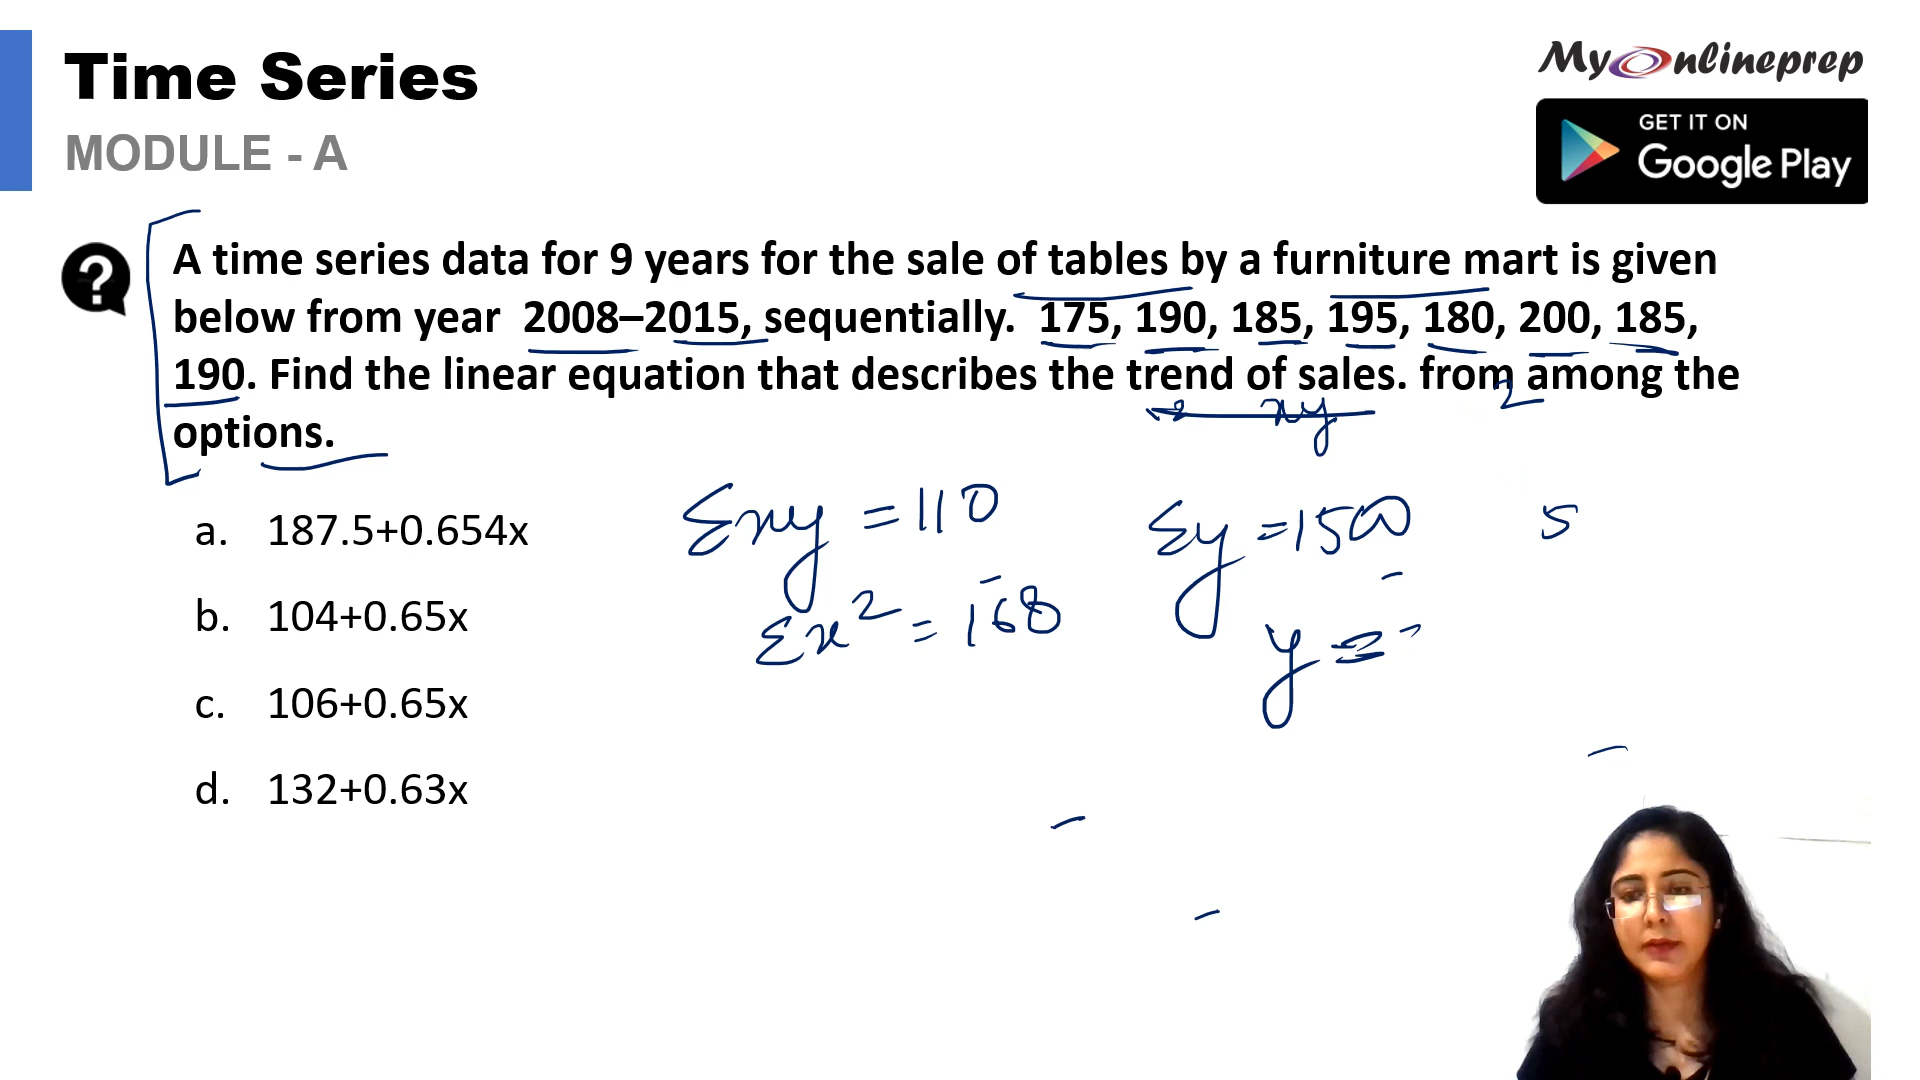 Time Series
MODULE - A
MyOnlineprep
GET IT ON
Google Play
A time series data for 9 years for the sale of tables by a furniture mart is given
below from year 2008–2015, sequentially. 175, 190, 185, 195, 180, 200, 185,
190. Find the linear equation that describes the trend of sales. from among the
options.
xy 2
a. 187.5+0.654x
b. 104+0.65x
c. 106+0.65x
d. 132+0.63x
Σxy = 110
Σy = 1500
5
Σx² = 168
y =